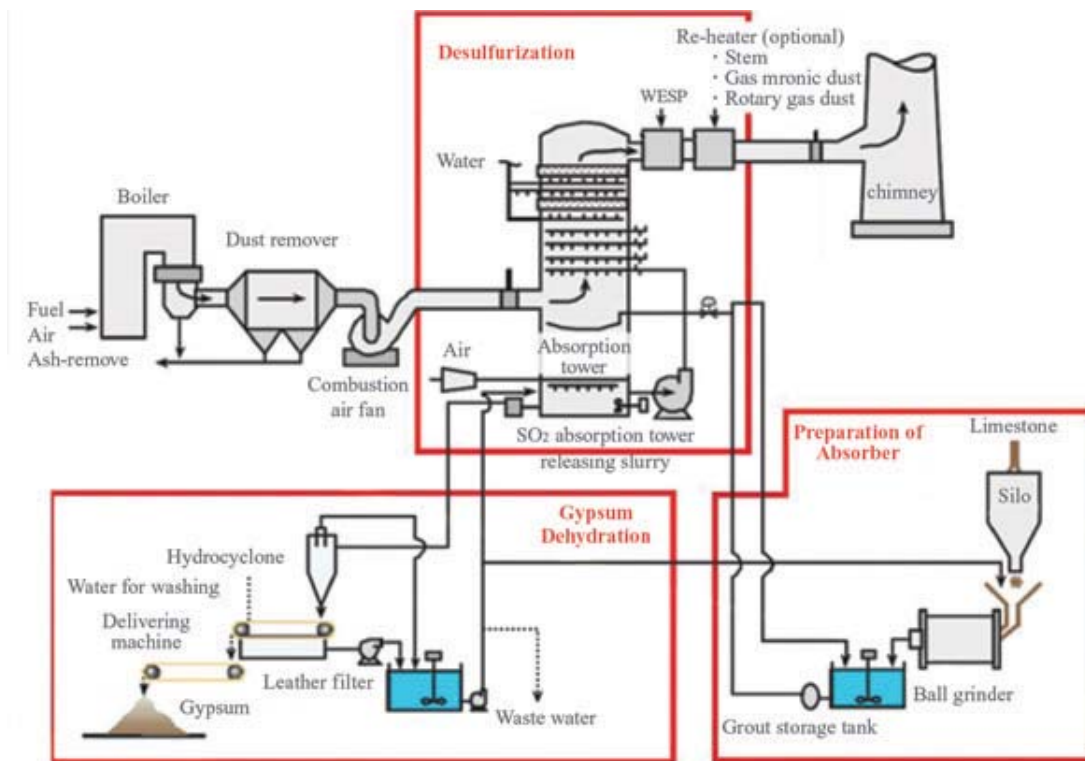 Desulfurization
Re-heater (optional)
· Stem
· Gas mronic dust
· Rotary gas dust
WESP
Water
chimney
Boiler
Dust remover
Fuel
Air
Ash-remove
Combustion
air fan
Air
Absorption
tower
SO₂ absorption tower
releasing slurry
Preparation of
Absorber
Limestone
Silo
Ball grinder
Grout storage tank
Gypsum
Dehydration
Hydrocyclone
Water for washing
Delivering
machine
Leather filter
Gypsum
Waste water